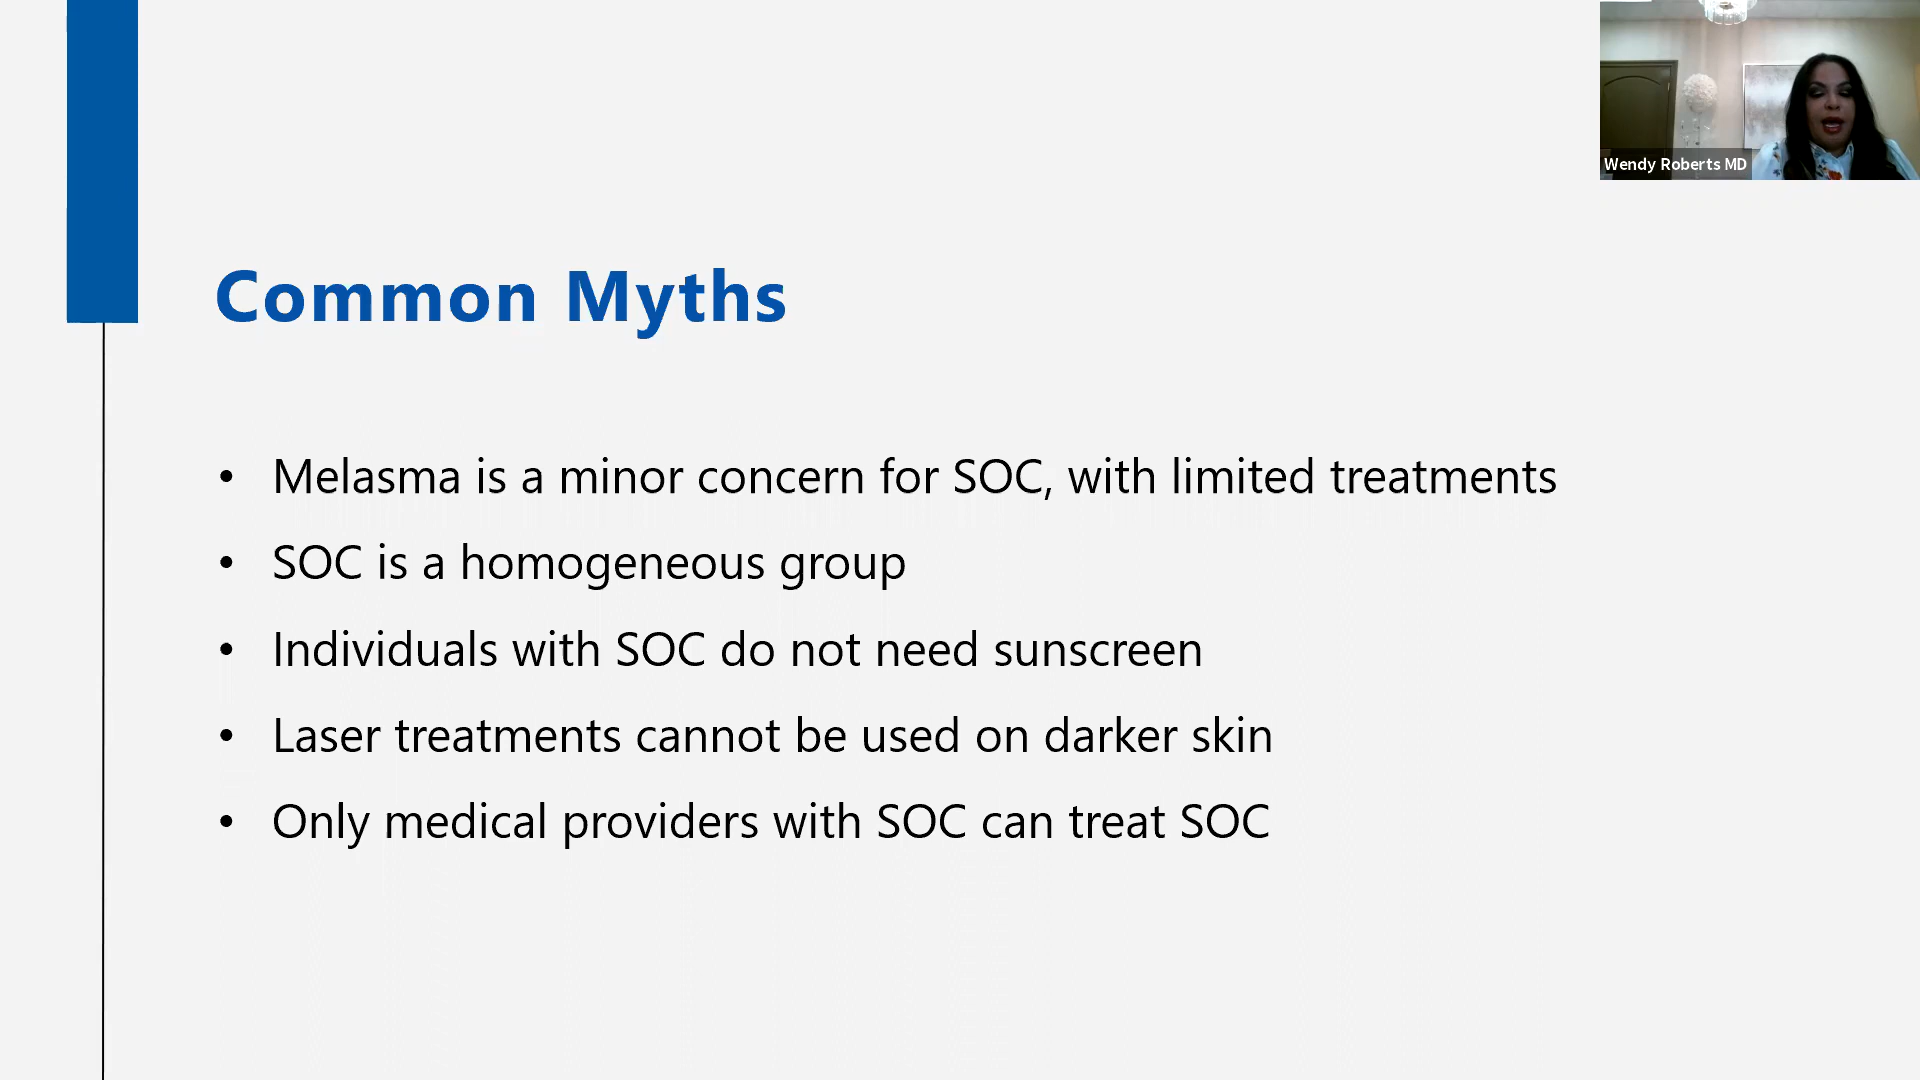 Wendy Roberts MD
Common Myths
• Melasma is a minor concern for SOC, with limited treatments
• SOC is a homogeneous group
• Individuals with SOC do not need sunscreen
• Laser treatments cannot be used on darker skin
• Only medical providers with SOC can treat SOC